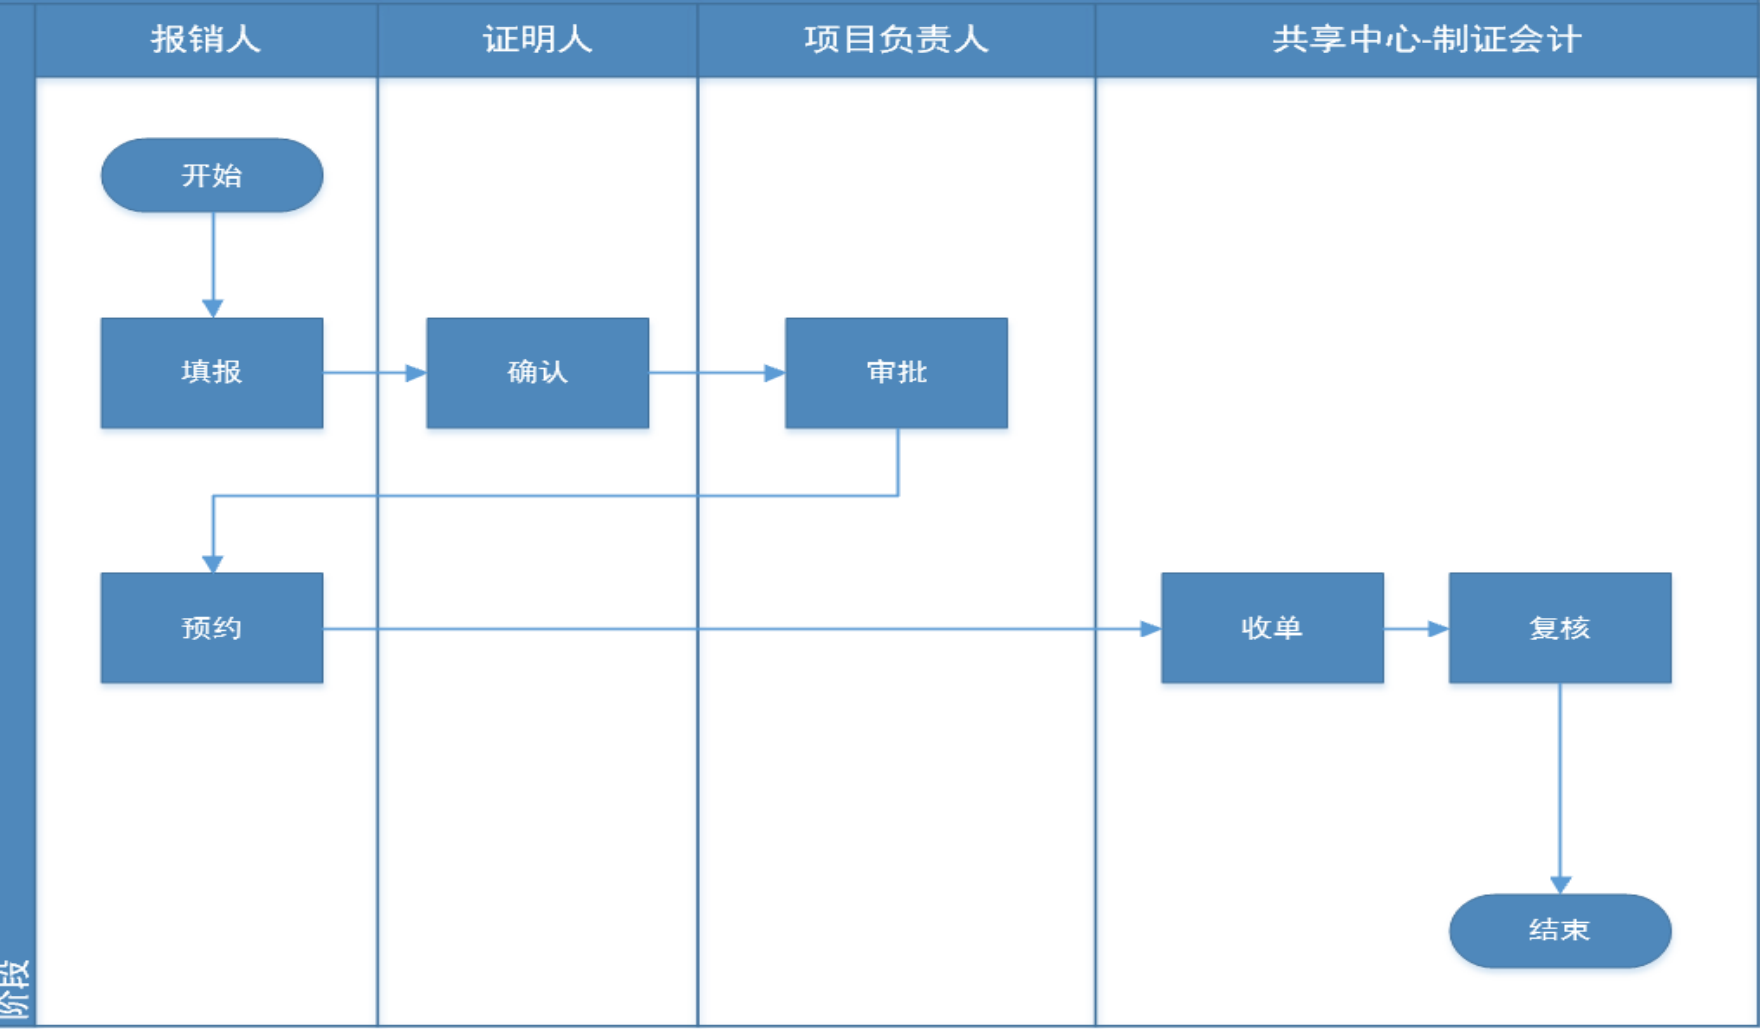 报销人
证明人
项目负责人
共享中心-制证会计
开始
填报
确认
审批
预约
收单
复核
结束
阶段